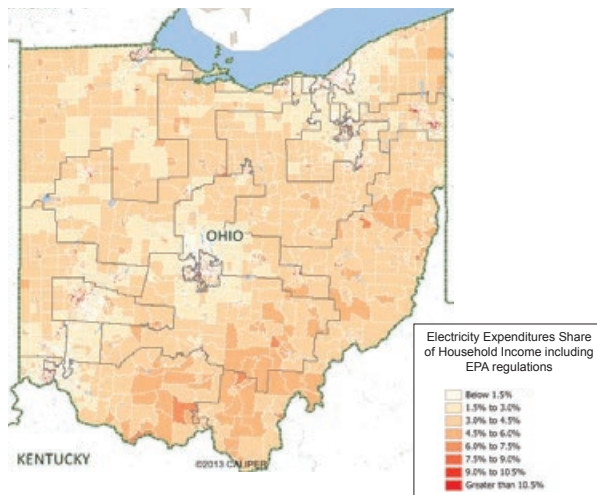 OHIO
KENTUCKY
©2013 CALIPER
Electricity Expenditures Share
of Household Income including
EPA regulations
Below 1.5%
1.5% to 3.0%
3.0% to 4.5%
4.5% to 6.0%
6.0% to 7.5%
7.5% to 9.0%
9.0% to 10.5%
Greater than 10.5%